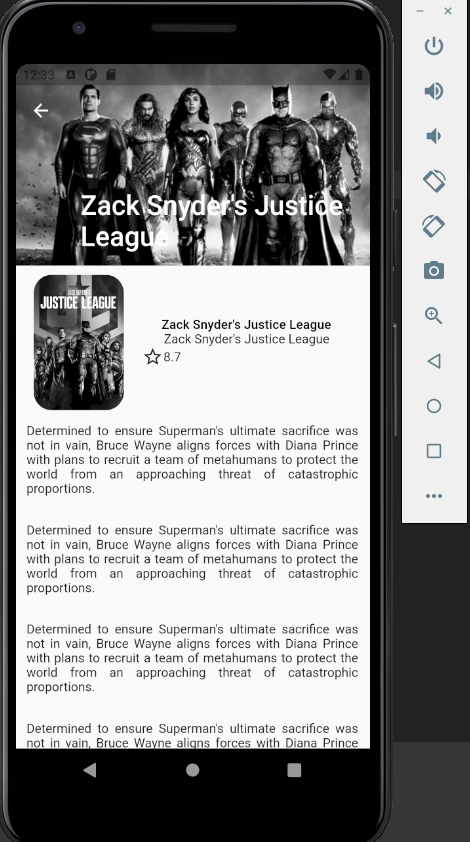 12:33
Zack Snyder's Justice
League
JUSTICE LEAGUE
Zack Snyder's Justice League
Zack Snyder's Justice League
8.7
Determined to ensure Superman's ultimate sacrifice was
not in vain, Bruce Wayne aligns forces with Diana Prince
with plans to recruit a team of metahumans to protect the
world from an approaching threat of catastrophic
proportions.
Determined to ensure Superman's ultimate sacrifice was
not in vain, Bruce Wayne aligns forces with Diana Prince
with plans to recruit a team of metahumans to protect the
world from an approaching threat of catastrophic
proportions.
Determined to ensure Superman's ultimate sacrifice was
not in vain, Bruce Wayne aligns forces with Diana Prince
with plans to recruit a team of metahumans to protect the
world from an approaching threat of catastrophic
proportions.
Determined to ensure Superman's ultimate sacrifice was
not in vain, Bruce Wayne aligns forces with Diana Prince